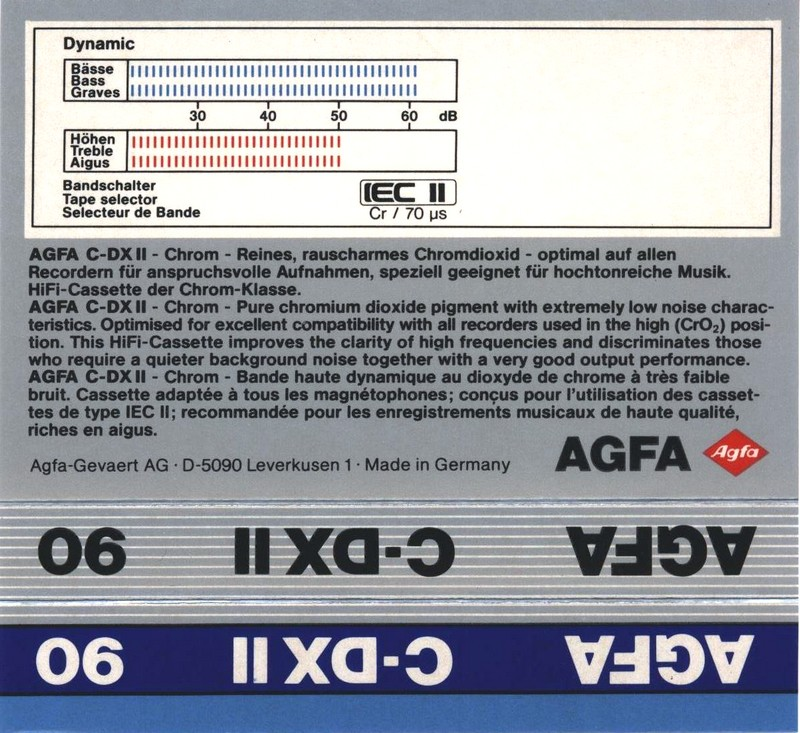 Dynamic
Bässe
Bass
Graves
30 40 50 60 dB
Höhen
Treble
Aigus
Bandschalter
Tape selector
Selecteur de Bande
IEC II
Cr / 70 µs
AGFA C-DX II - Chrom - Reines, rauscharmes Chromdioxid - optimal auf allen
Recordern für anspruchsvolle Aufnahmen, speziell geeignet für hochtonreiche Musik.
HiFi-Cassette der Chrom-Klasse.
AGFA C-DX II - Chrom - Pure chromium dioxide pigment with extremely low noise charac-
teristics. Optimised for excellent compatibility with all recorders used in the high (CrO₂) posi-
tion. This HiFi-Cassette improves the clarity of high frequencies and discriminates those
who require a quieter background noise together with a very good output performance.
AGFA C-DX II - Chrom - Bande haute dynamique au dioxyde de chrome à très faible
bruit. Cassette adaptée à tous les magnétophones; conçus pour l'utilisation des casset-
tes de type IEC II; recommandée pour les enregistrements musicaux de haute qualité,
riches en aigus.
Agfa-Gevaert AG · D-5090 Leverkusen 1 · Made in Germany
AGFA Agfa
AGFA C-DX II 90
AGFA C-DX II 90